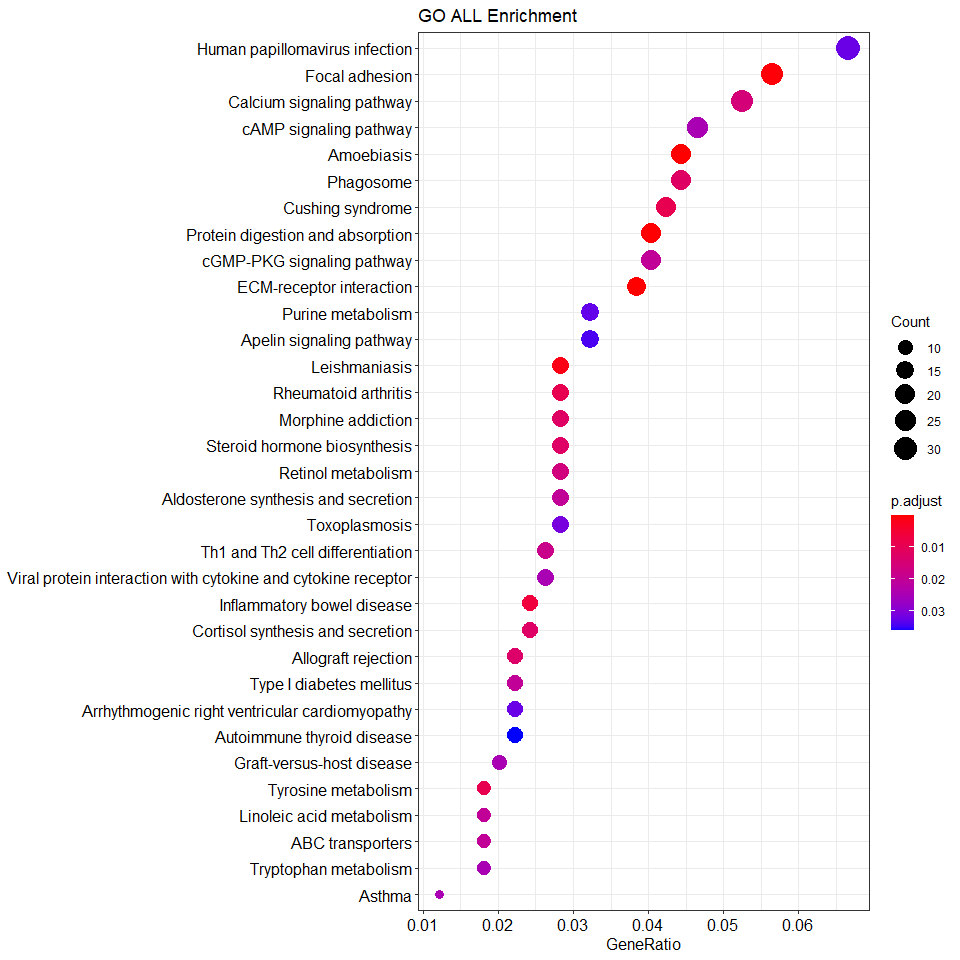 GO ALL Enrichment
Human papillomavirus infection
Focal adhesion
Calcium signaling pathway
cAMP signaling pathway
Amoebiasis
Phagosome
Cushing syndrome
Protein digestion and absorption
cGMP-PKG signaling pathway
ECM-receptor interaction
Purine metabolism
Apelin signaling pathway
Leishmaniasis
Rheumatoid arthritis
Morphine addiction
Steroid hormone biosynthesis
Retinol metabolism
Aldosterone synthesis and secretion
Toxoplasmosis
Th1 and Th2 cell differentiation
Viral protein interaction with cytokine and cytokine receptor
Inflammatory bowel disease
Cortisol synthesis and secretion
Allograft rejection
Type I diabetes mellitus
Arrhythmogenic right ventricular cardiomyopathy
Autoimmune thyroid disease
Graft-versus-host disease
Tyrosine metabolism
Linoleic acid metabolism
ABC transporters
Tryptophan metabolism
Asthma
0.01 0.02 0.03 0.04 0.05 0.06
GeneRatio
Count
10
15
20
25
30
p.adjust
0.01
0.02
0.03